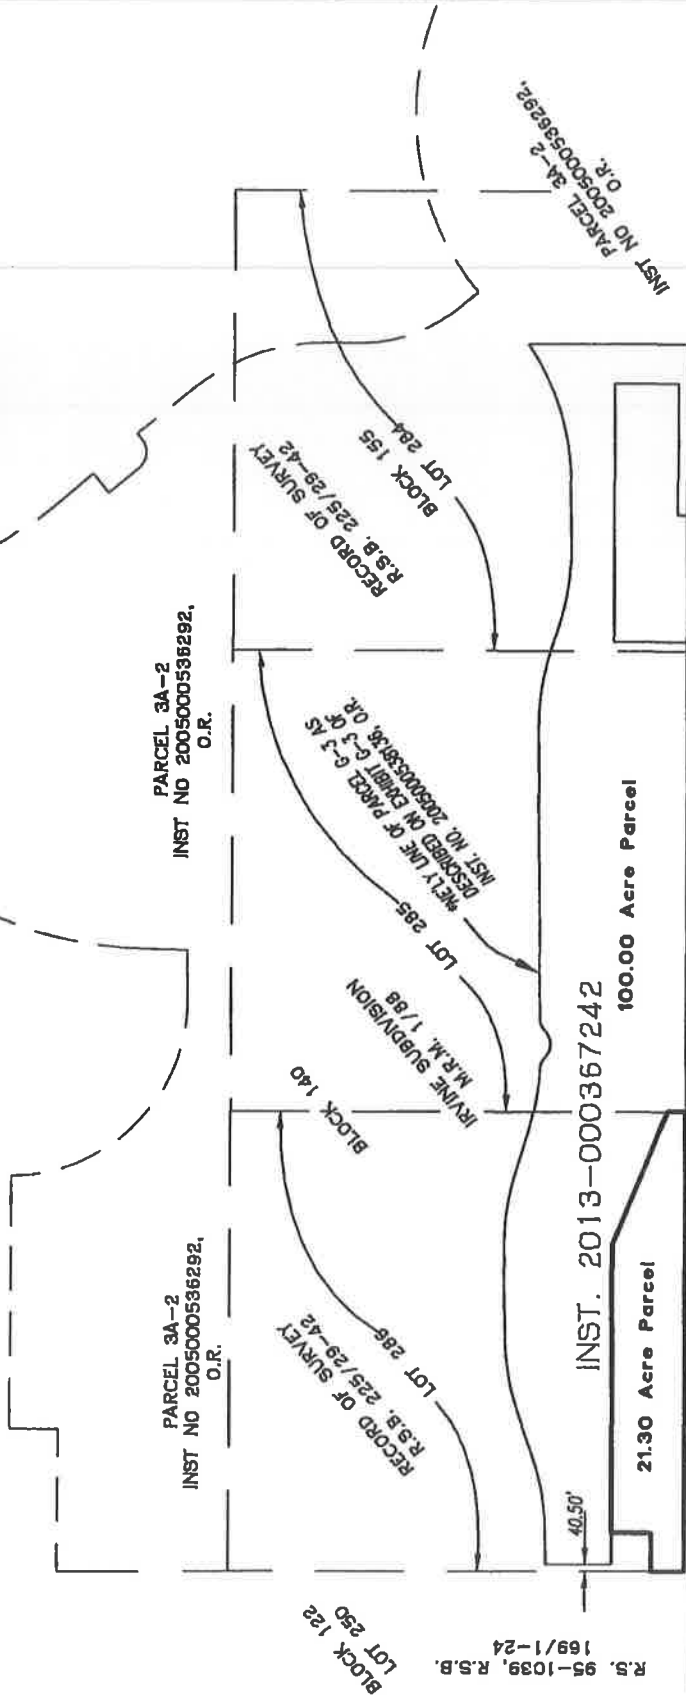 PARCEL 3A-2
INST NO 2005000536292,
O.R.
RECORD OF SURVEY
R.S.B. 225/29-42
BLOCK 155
LOT 284
PARCEL 3A-2
INST NO 2005000536292,
O.R.
NE'LY LINE OF PARCEL G-3 AS
DESCRIBED ON EXHIBIT G-3 OF
INST. NO. 2005000538136, O.R.
LOT 285
IRVINE SUBDIVISION
M.R.M. 1/88
BLOCK 140
100.00 Acre Parcel
INST. 2013-000367242
PARCEL 3A-2
INST NO 2005000536292,
O.R.
RECORD OF SURVEY
R.S.B. 225/29-42
LOT 286
21.30 Acre Parcel
40.50'
BLOCK 122
LOT 250
R.S. 95-1039, R.S.B.
169/1-24